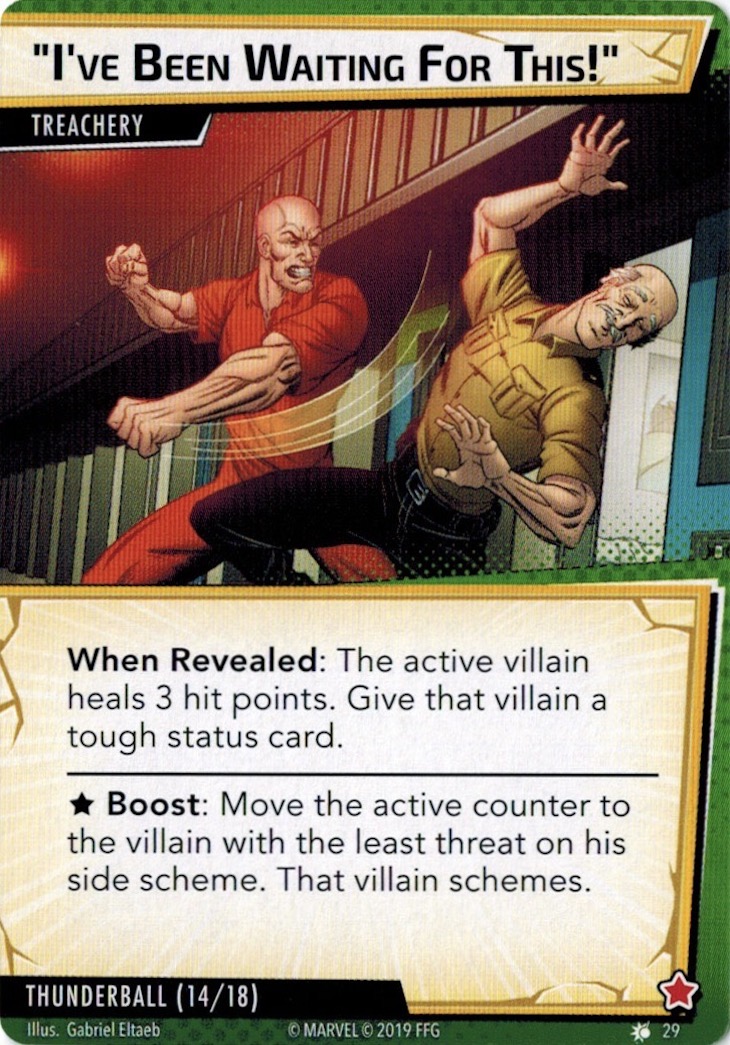 "I've Been Waiting For This!"
TREACHERY
When Revealed: The active villain
heals 3 hit points. Give that villain a
tough status card.
★ Boost: Move the active counter to
the villain with the least threat on his
side scheme. That villain schemes.
THUNDERBALL (14/18)
Illus. Gabriel Eltaeb
© MARVEL © 2019 FFG
29